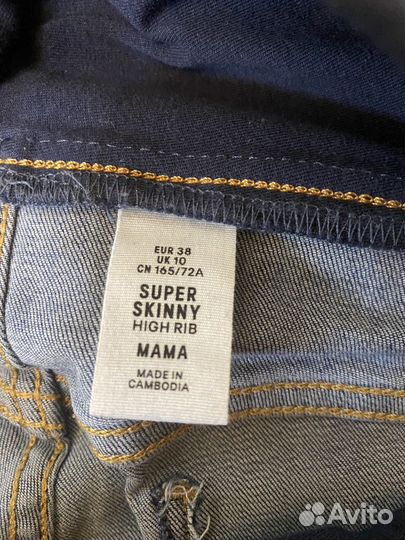 EUR 38
UK 10
CN 165/72A
SUPER
SKINNY
HIGH RIB
MAMA
MADE IN
CAMBODIA
Avito